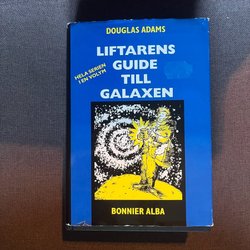 DOUGLAS ADAMS
LIFTARENS
GUIDE
TILL
GALAXEN
HELA SERIEN
I EN VOLYM
BONNIER ALBA